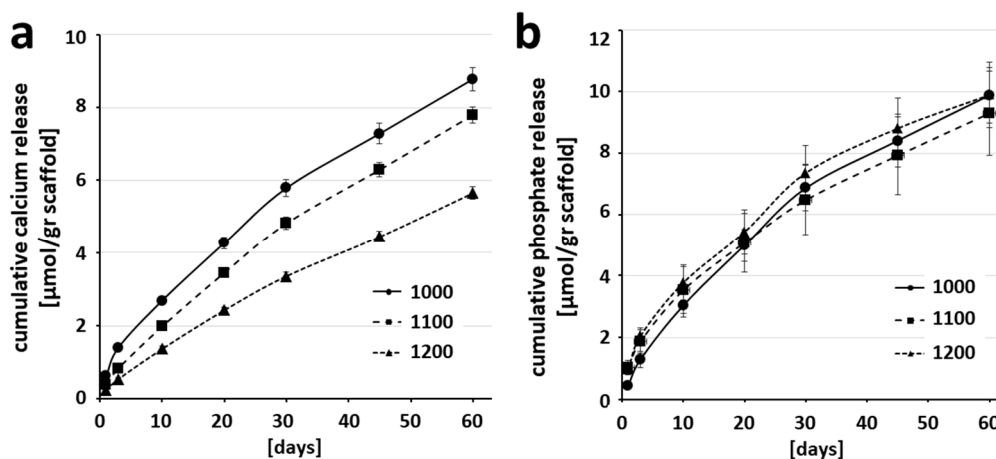 a
cumulative calcium release
[μmol/gr scaffold]
10
8
6
4
2
0
0 10 20 30 40 50 60
[days]
1000
1100
1200
b
cumulative phosphate release
[μmol/gr scaffold]
12
10
8
6
4
2
0
0 10 20 30 40 50 60
[days]
1000
1100
1200